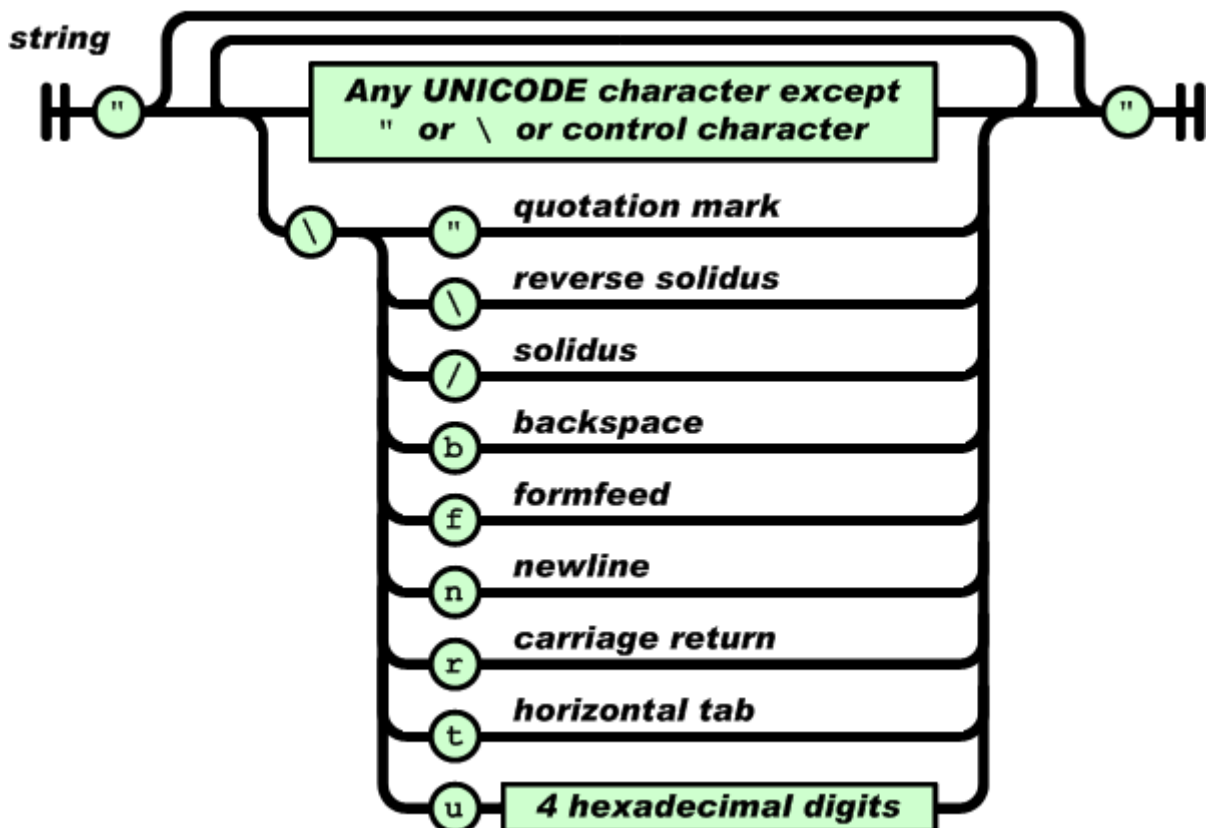 string
"
Any UNICODE character except
" or \ or control character
"
\
" quotation mark
\ reverse solidus
/ solidus
b backspace
f formfeed
n newline
r carriage return
t horizontal tab
u 4 hexadecimal digits